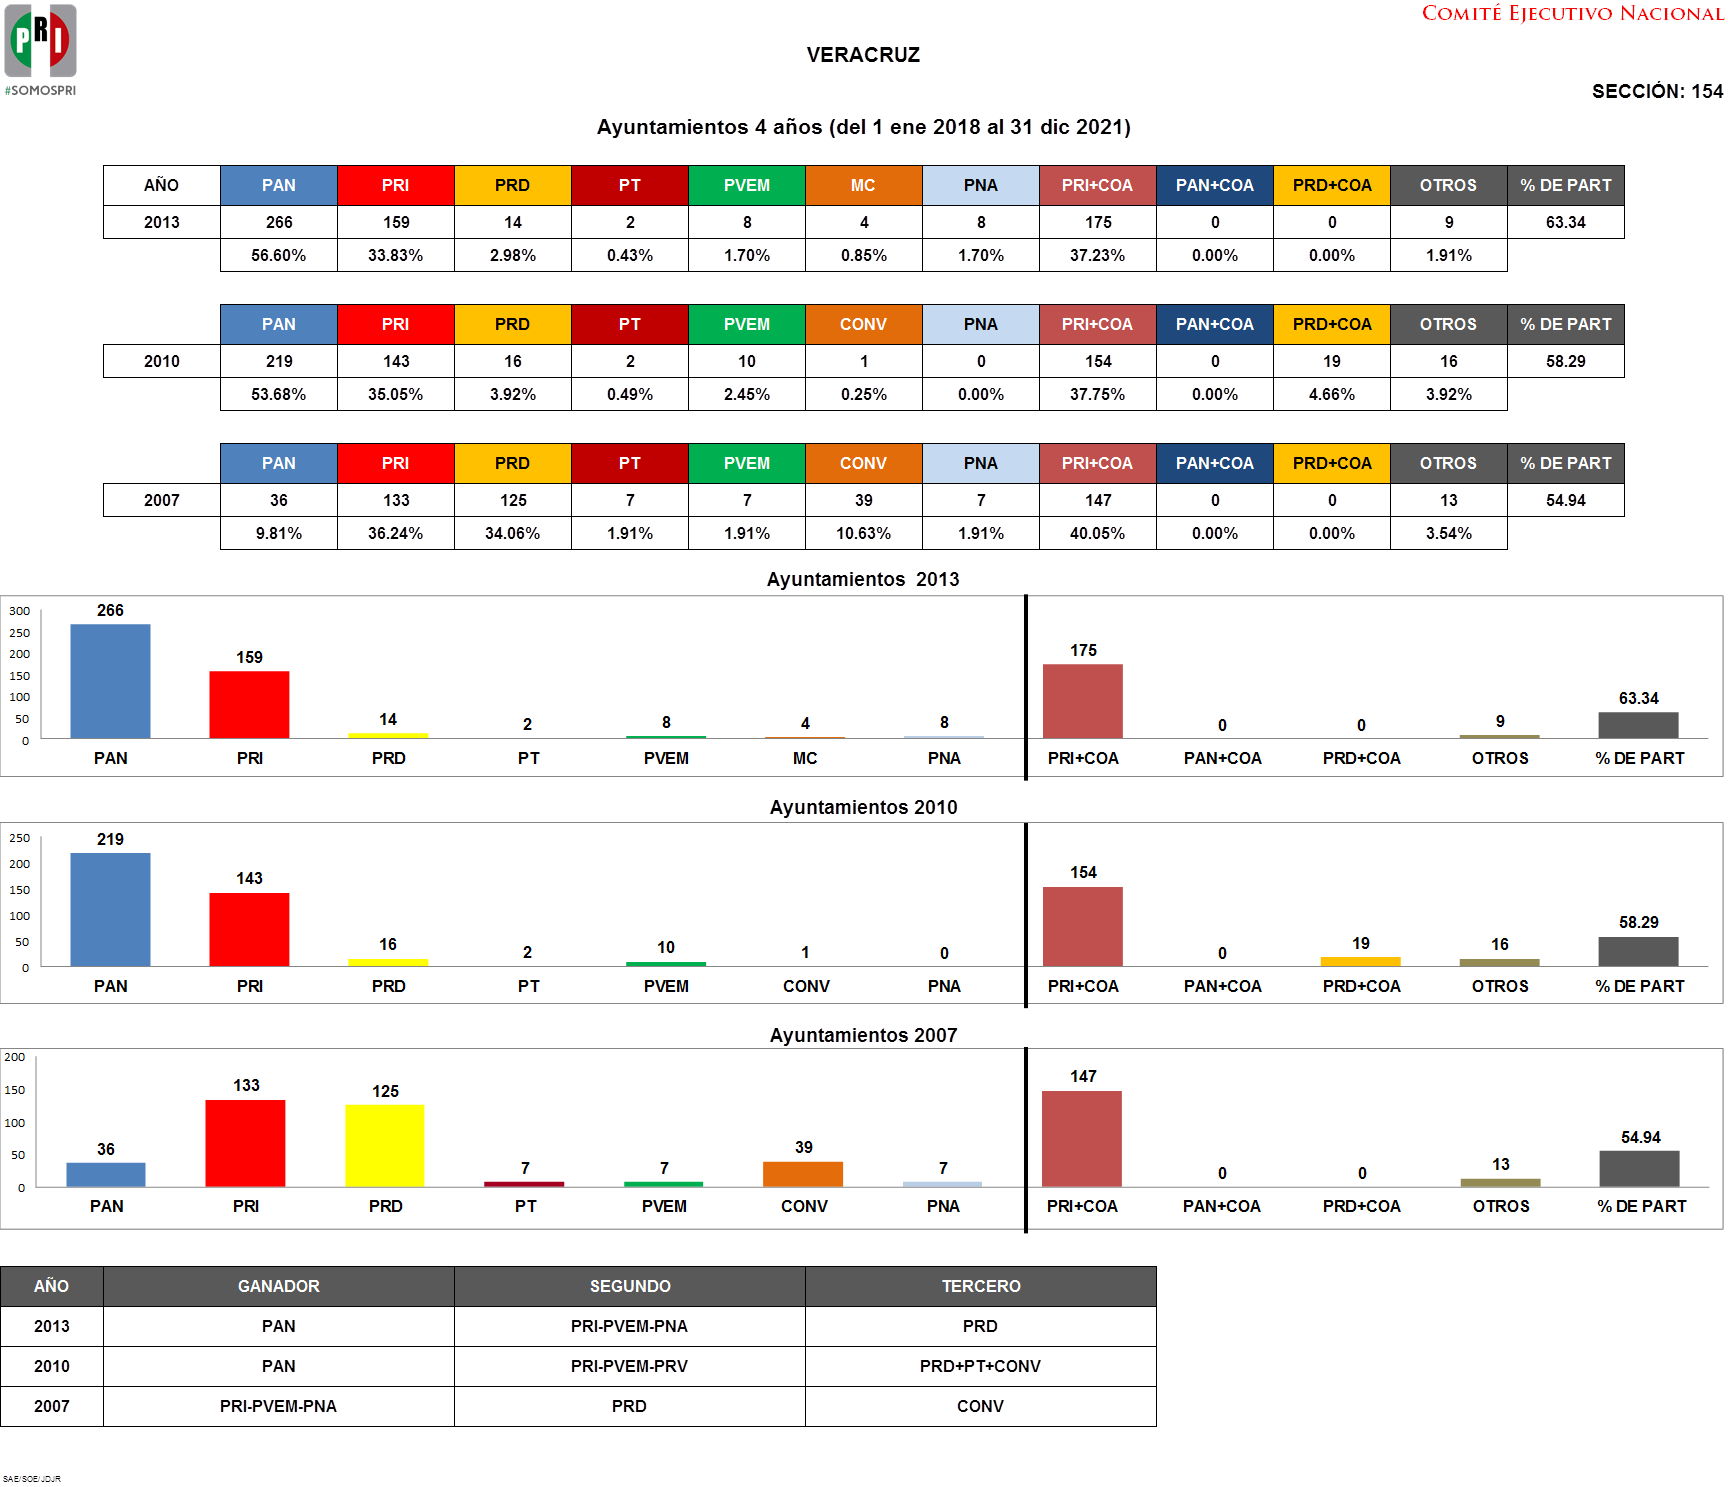 PRI
#SOMOSPRI
COMITÉ EJECUTIVO NACIONAL
VERACRUZ
SECCIÓN: 154
Ayuntamientos 4 años (del 1 ene 2018 al 31 dic 2021)
AÑO PAN PRI PRD PT PVEM MC PNA PRI+COA PAN+COA PRD+COA OTROS % DE PART
2013 266 159 14 2 8 4 8 175 0 0 9 63.34
56.60% 33.83% 2.98% 0.43% 1.70% 0.85% 1.70% 37.23% 0.00% 0.00% 1.91%
PAN PRI PRD PT PVEM CONV PNA PRI+COA PAN+COA PRD+COA OTROS % DE PART
2010 219 143 16 2 10 1 0 154 0 19 16 58.29
53.68% 35.05% 3.92% 0.49% 2.45% 0.25% 0.00% 37.75% 0.00% 4.66% 3.92%
PAN PRI PRD PT PVEM CONV PNA PRI+COA PAN+COA PRD+COA OTROS % DE PART
2007 36 133 125 7 7 39 7 147 0 0 13 54.94
9.81% 36.24% 34.06% 1.91% 1.91% 10.63% 1.91% 40.05% 0.00% 0.00% 3.54%
Ayuntamientos 2013
300
250
200
150
100
50
0
266 159 14 2 8 4 8 175 0 0 9 63.34
PAN PRI PRD PT PVEM MC PNA PRI+COA PAN+COA PRD+COA OTROS % DE PART
Ayuntamientos 2010
250
200
150
100
50
0
219 143 16 2 10 1 0 154 0 19 16 58.29
PAN PRI PRD PT PVEM CONV PNA PRI+COA PAN+COA PRD+COA OTROS % DE PART
Ayuntamientos 2007
200
150
100
50
0
36 133 125 7 7 39 7 147 0 0 13 54.94
PAN PRI PRD PT PVEM CONV PNA PRI+COA PAN+COA PRD+COA OTROS % DE PART
AÑO GANADOR SEGUNDO TERCERO
2013 PAN PRI-PVEM-PNA PRD
2010 PAN PRI-PVEM-PRV PRD+PT+CONV
2007 PRI-PVEM-PNA PRD CONV
SAE/SOE/JDJR